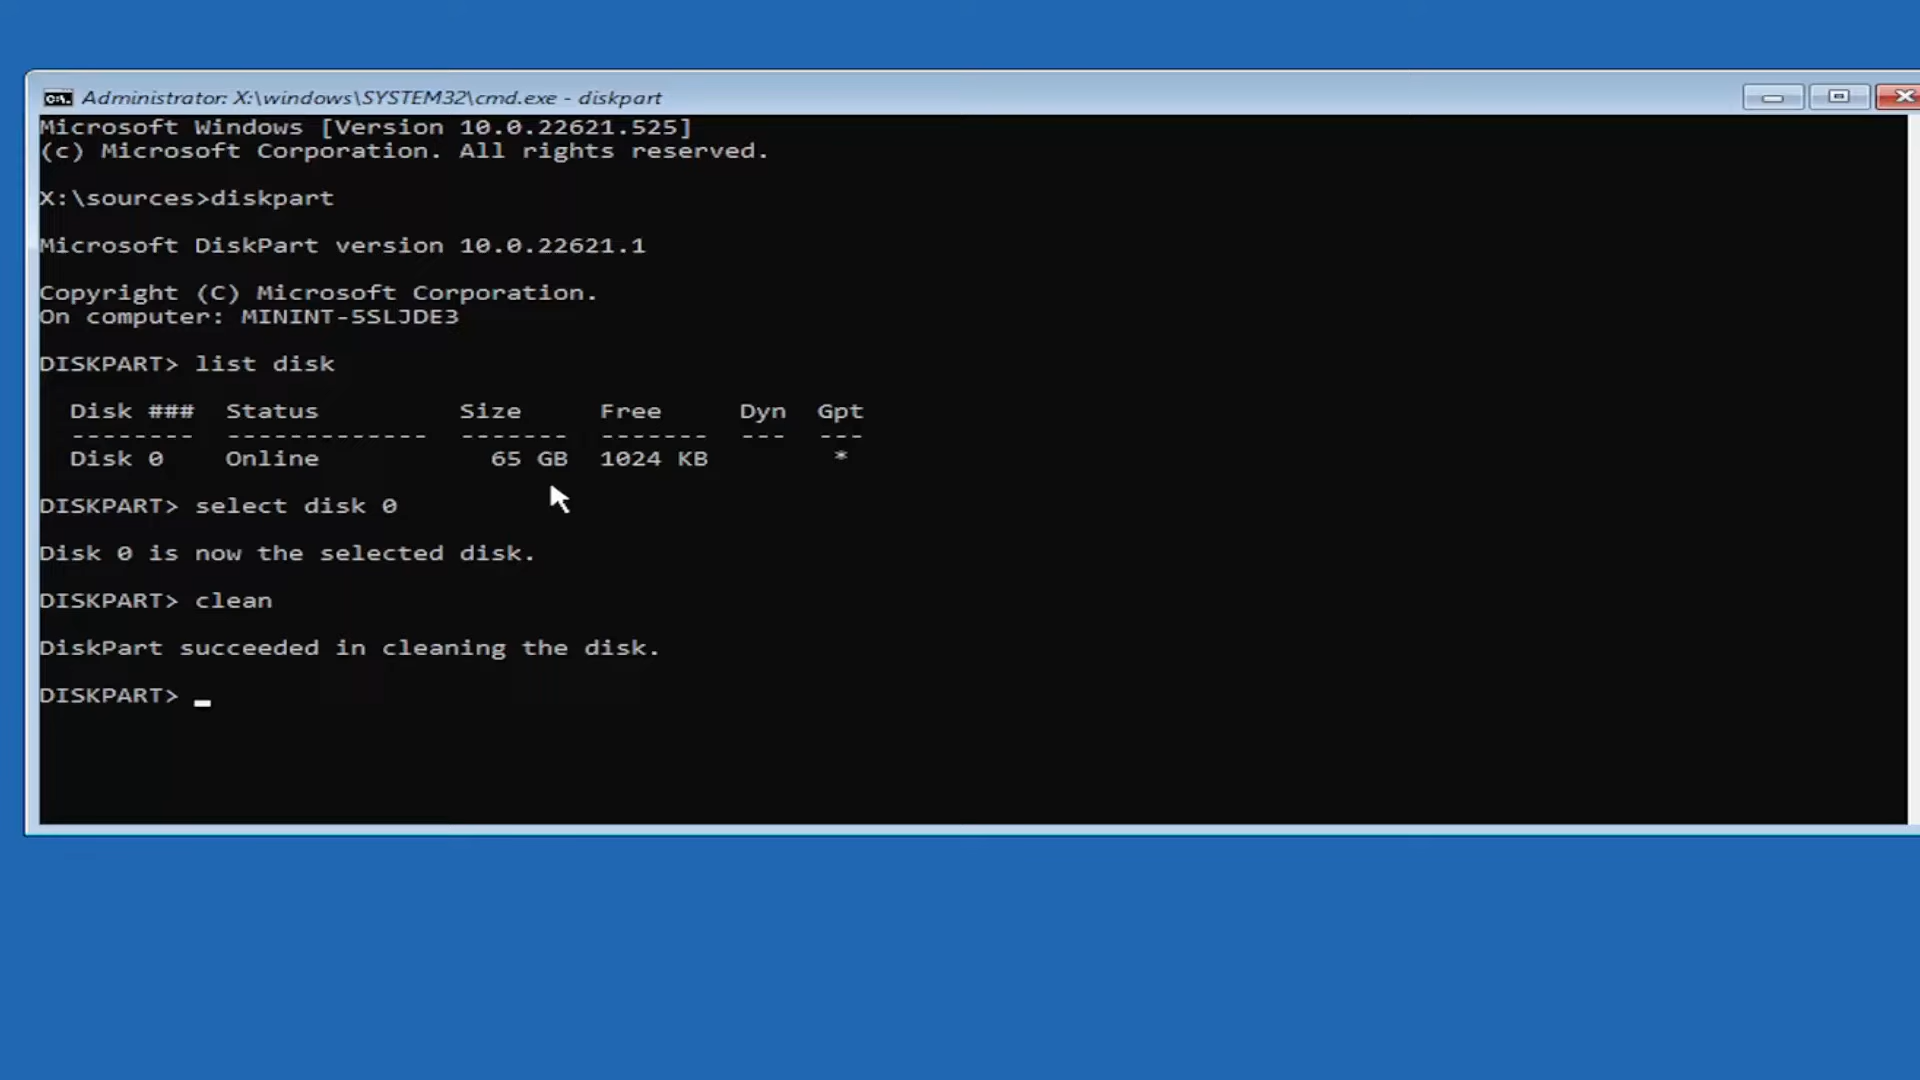 Administrator: X:\windows\SYSTEM32\cmd.exe - diskpart
Microsoft Windows [Version 10.0.22621.525]
(c) Microsoft Corporation. All rights reserved.
X:\sources>diskpart
Microsoft DiskPart version 10.0.22621.1
Copyright (C) Microsoft Corporation.
On computer: MININT-5SLJDE3
DISKPART> list disk
Disk ###  Status         Size     Free     Dyn  Gpt
--------  -------------  -------  -------  ---  ---
Disk 0    Online           65 GB  1024 KB        *
DISKPART> select disk 0
Disk 0 is now the selected disk.
DISKPART> clean
DiskPart succeeded in cleaning the disk.
DISKPART> _